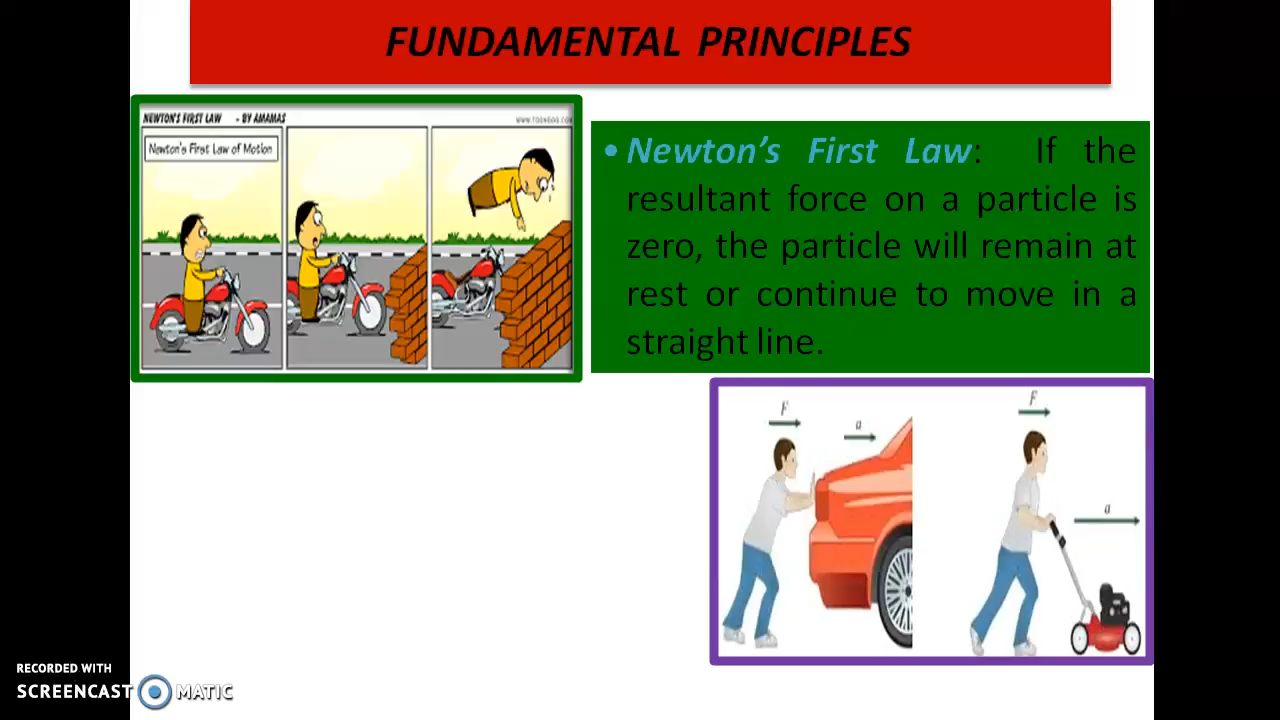 FUNDAMENTAL PRINCIPLES
NEWTON'S FIRST LAW - BY AMAMAS
Newton's First Law of Motion
• Newton's First Law: If the
resultant force on a particle is
zero, the particle will remain at
rest or continue to move in a
straight line.
F
a
F
a
RECORDED WITH
SCREENCAST MATIC